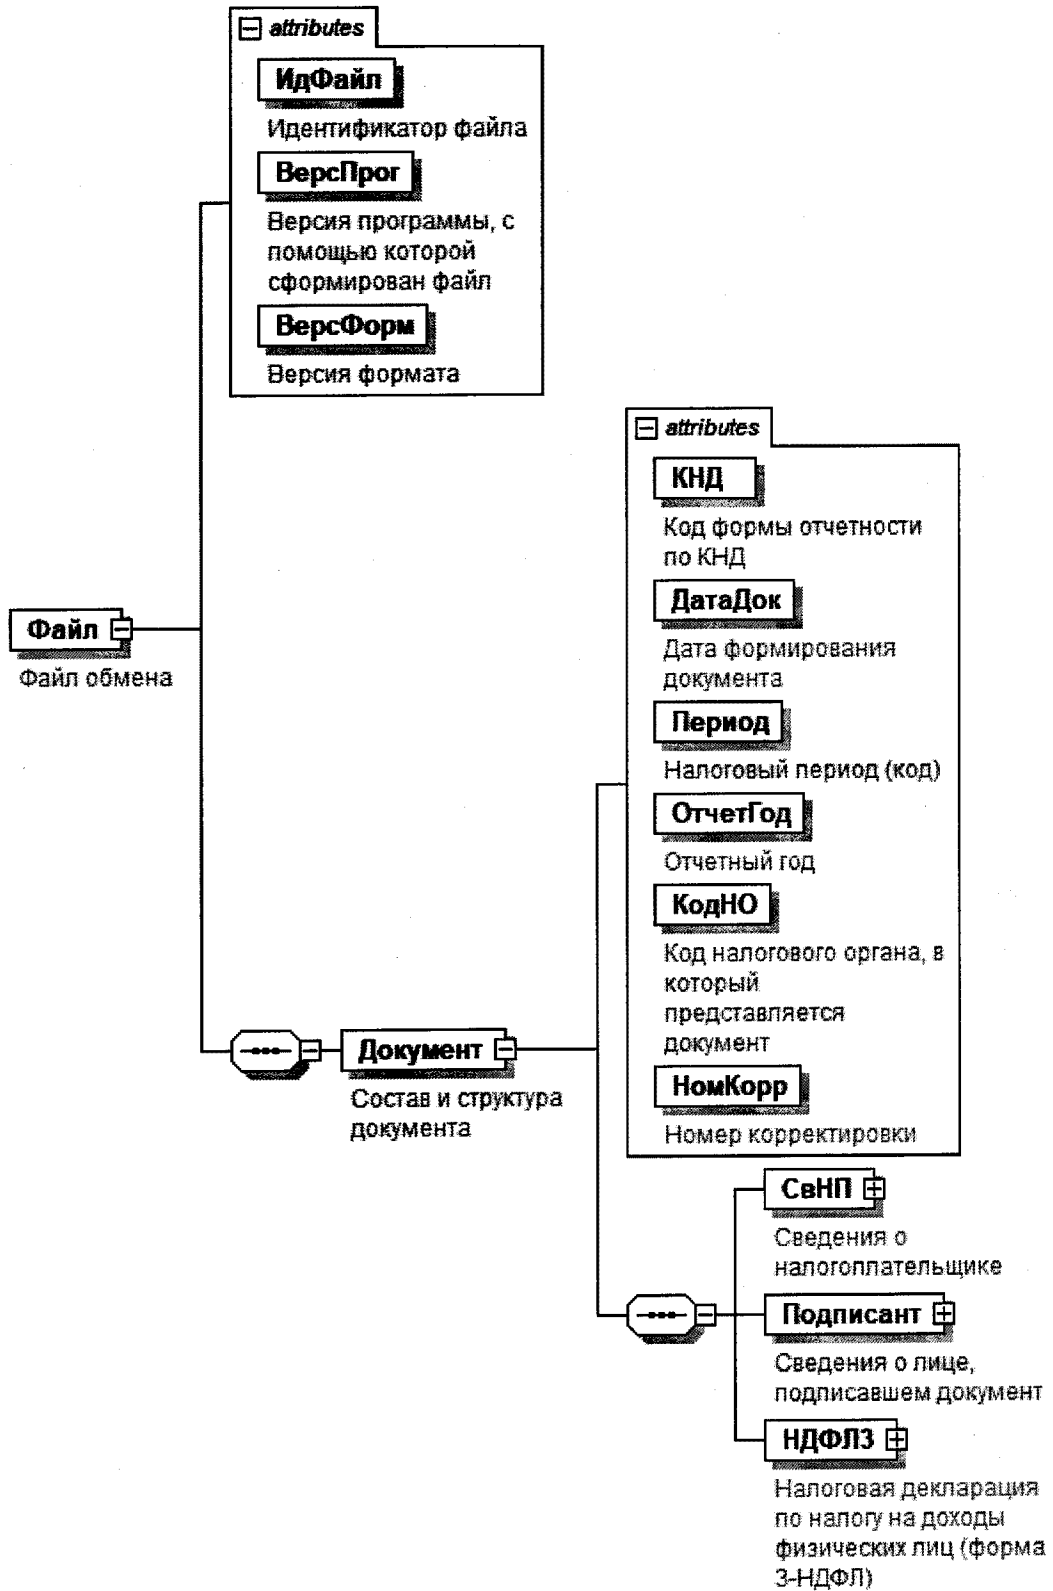 attributes
ИдФайл
Идентификатор файла
ВерсПрог
Версия программы, с
помощью которой
сформирован файл
ВерсФорм
Версия формата
attributes
КНД
Код формы отчетности
по КНД
ДатаДок
Дата формирования
документа
Период
Налоговый период (код)
ОтчетГод
Отчетный год
КодНО
Код налогового органа, в
который
представляется
документ
НомКорр
Номер корректировки
Файл
Файл обмена
Документ
Состав и структура
документа
СвНП
Сведения о
налогоплательщике
Подписант
Сведения о лице,
подписавшем документ
НДФЛ3
Налоговая декларация
по налогу на доходы
физических лиц (форма
3-НДФЛ)